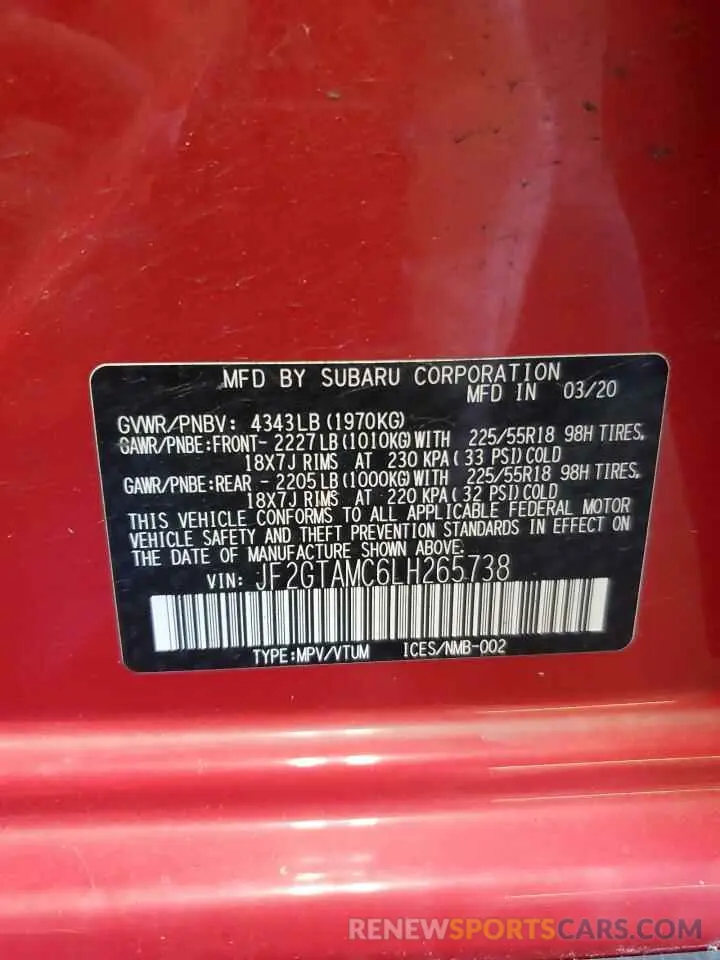 MFD BY SUBARU CORPORATION
MFD IN 03/20
GVWR/PNBV: 4343LB (1970KG)
GAWR/PNBE:FRONT- 2227LB (1010KG) WITH 225/55R18 98H TIRES,
18X7J RIMS AT 230 KPA ( 33 PSI) COLD
GAWR/PNBE:REAR - 2205LB (1000KG) WITH 225/55R18 98H TIRES,
18X7J RIMS AT 220 KPA ( 32 PSI) COLD
THIS VEHICLE CONFORMS TO ALL APPLICABLE FEDERAL MOTOR
VEHICLE SAFETY AND THEFT PREVENTION STANDARDS IN EFFECT ON
THE DATE OF MANUFACTURE SHOWN ABOVE.
VIN: JF2GTAMC6LH265738
TYPE:MPV/VTUM ICES/NMB-002
RENEWSPORTSCARS.COM